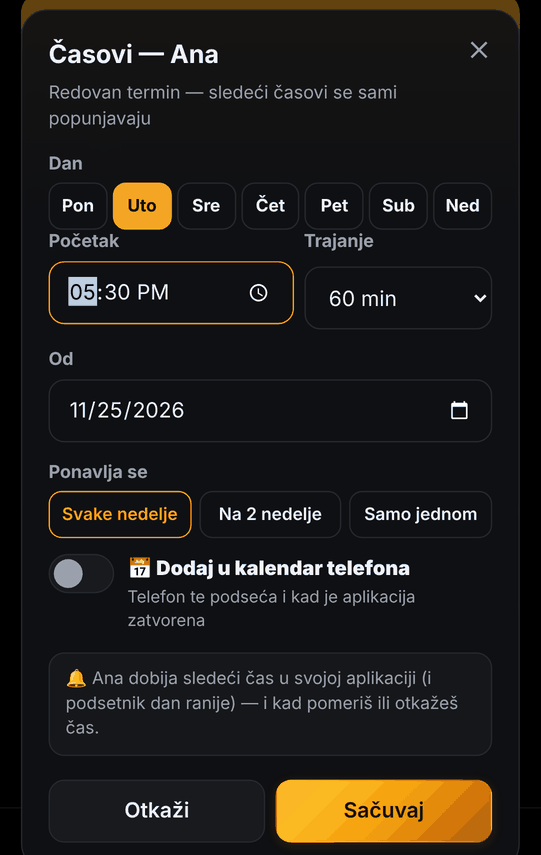 Časovi — Ana
Redovan termin — sledeći časovi se sami
popunjavaju
Dan
Pon Uto Sre Čet Pet Sub Ned
Početak Trajanje
05:30 PM 60 min
Od
11/25/2026
Ponavlja se
Svake nedelje Na 2 nedelje Samo jednom
📅 Dodaj u kalendar telefona
Telefon te podseća i kad je aplikacija
zatvorena
🔔 Ana dobija sledeći čas u svojoj aplikaciji (i
podsetnik dan ranije) — i kad pomeriš ili otkažeš
čas.
Otkaži Sačuvaj